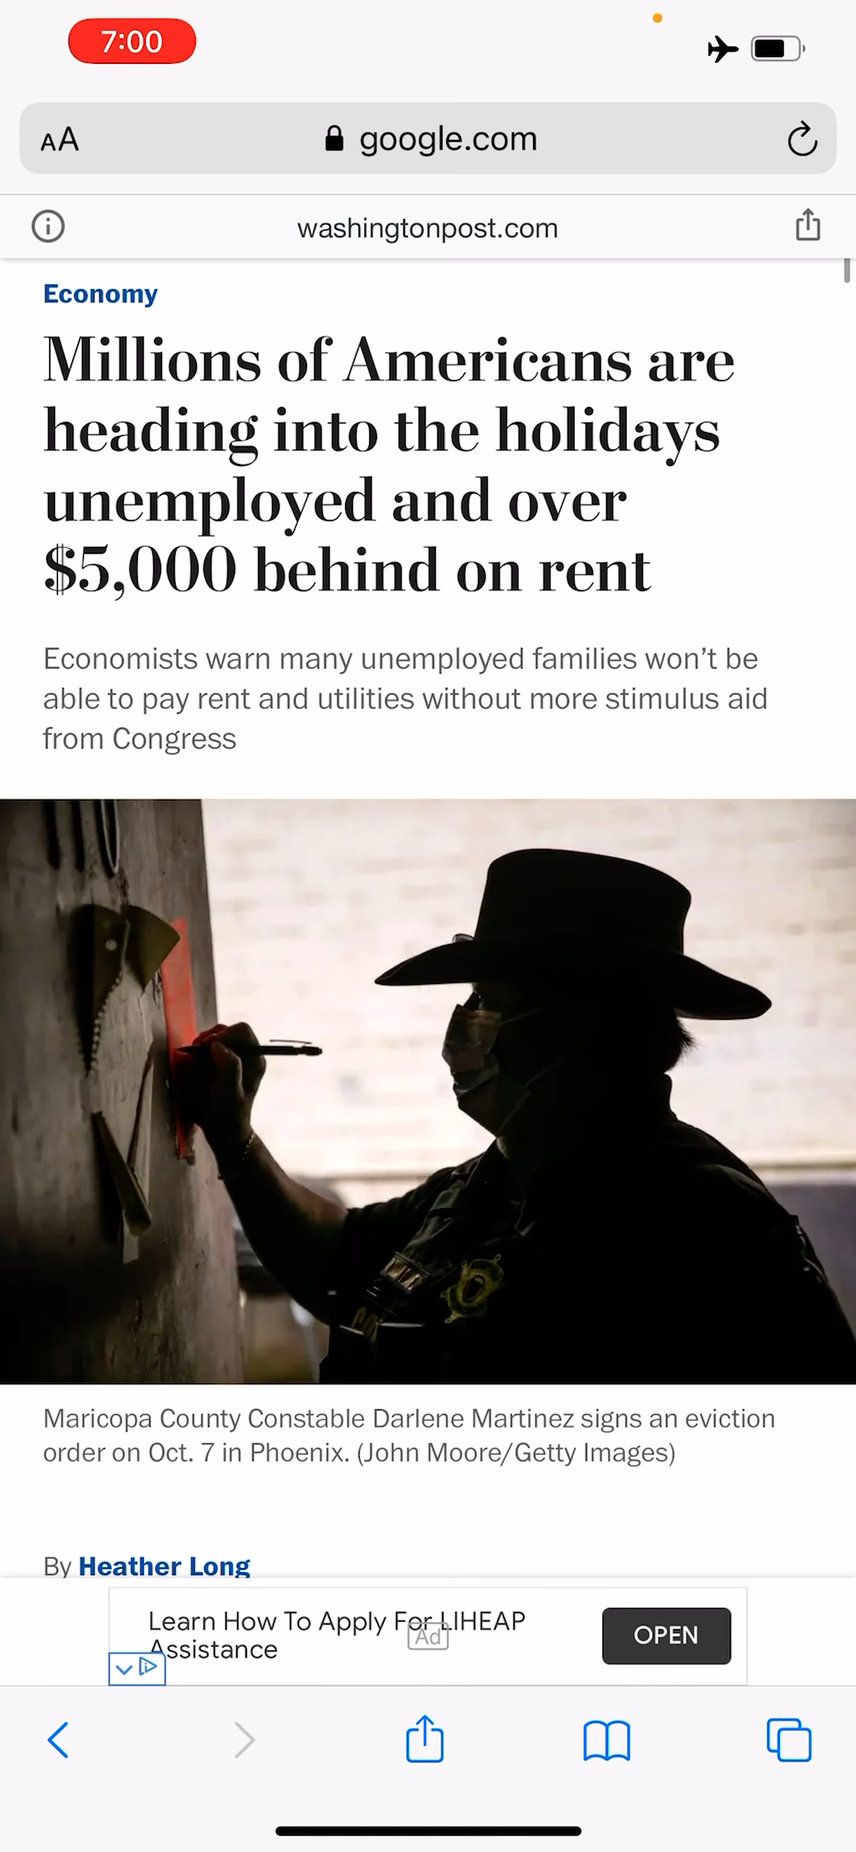 7:00
AA
google.com
washingtonpost.com
Economy
Millions of Americans are
heading into the holidays
unemployed and over
$5,000 behind on rent
Economists warn many unemployed families won't be
able to pay rent and utilities without more stimulus aid
from Congress
Maricopa County Constable Darlene Martinez signs an eviction
order on Oct. 7 in Phoenix. (John Moore/Getty Images)
By Heather Long
Learn How To Apply For LIHEAP
Assistance
Ad
OPEN